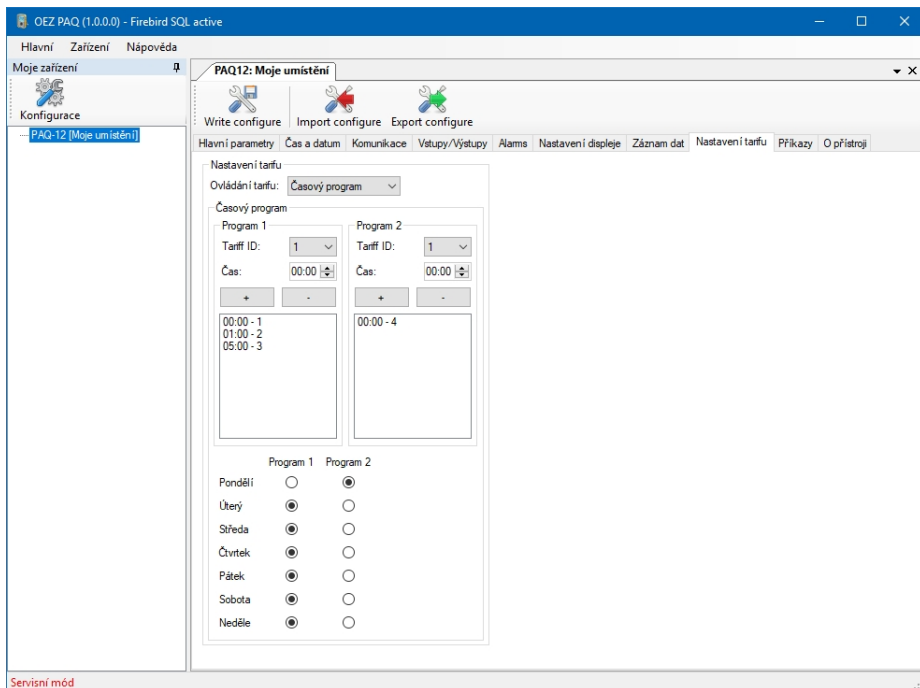 OEZ PAQ (1.0.0.0) - Firebird SQL active
Hlavní Zařízení Nápověda
Moje zařízení
Konfigurace
PAQ-12 [Moje umístění]
PAQ12: Moje umístění
Write configure Import configure Export configure
Hlavní parametry Čas a datum Komunikace Vstupy/Výstupy Alarms Nastavení displeje Záznam dat Nastavení tarifu Příkazy O přístroji
Nastavení tarifu
Ovládání tarifu: Časový program
Časový program
Program 1 Program 2
Tariff ID: 1 Tariff ID: 1
Čas: 00:00 Čas: 00:00
+ - + -
00:00 - 1 00:00 - 4
01:00 - 2
05:00 - 3
Program 1 Program 2
Pondělí
Úterý
Středa
Čtvrtek
Pátek
Sobota
Neděle
Servisní mód